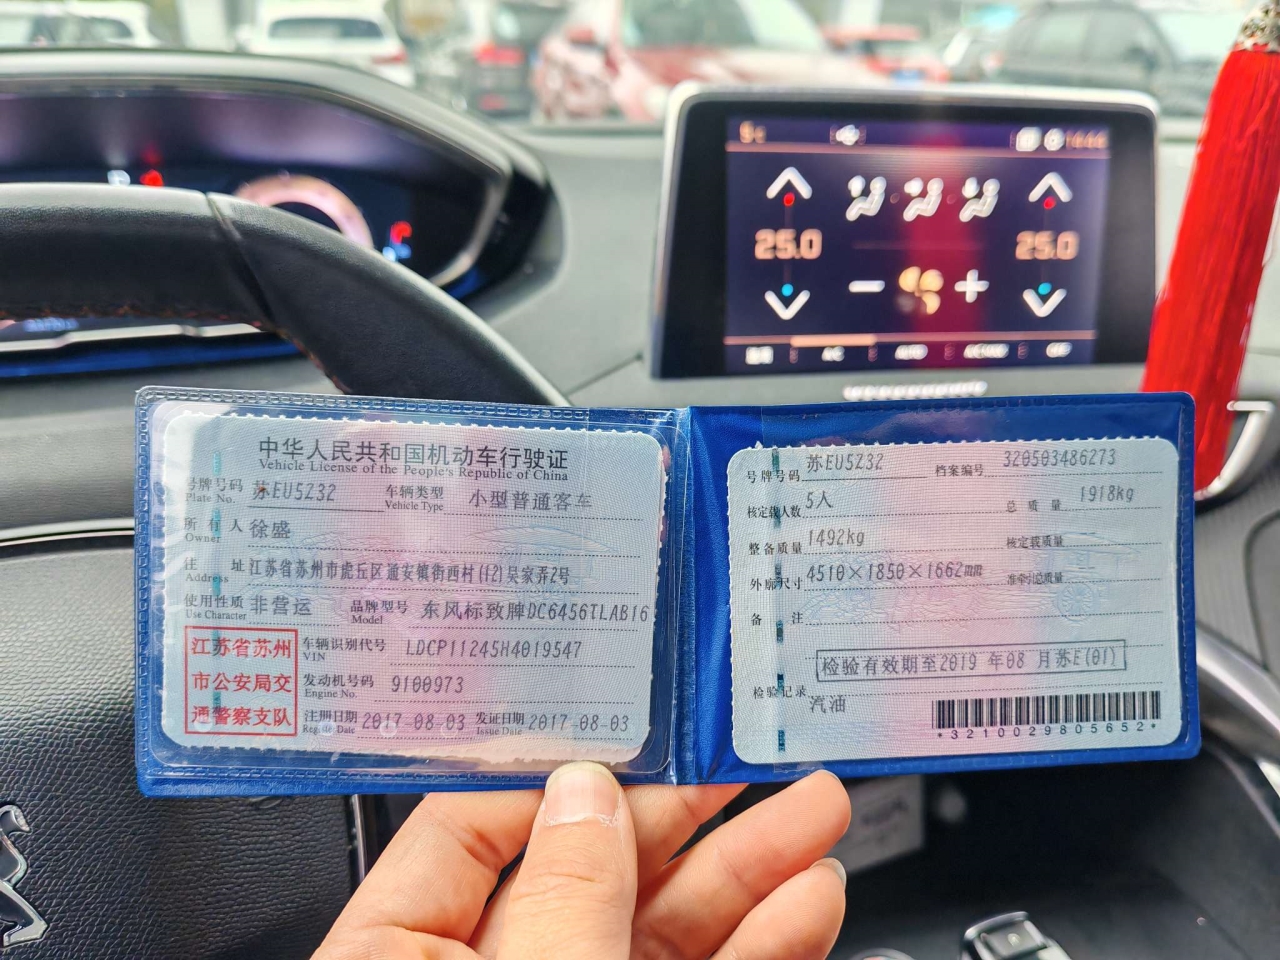 25.0
25.0
AC
AUTO
OFF
中华人民共和国机动车行驶证
Vehicle License of the People's Republic of China
号牌号码 苏EU5Z32 车辆类型 小型普通客车
Plate No. Vehicle Type
所有人 徐盛
Owner
住址 江苏省苏州市虎丘区通安镇街西村(12)吴家弄2号
Address
使用性质 非营运 品牌型号 东风标致牌DC6456TLAB16
Use Character Model
江苏省苏州
市公安局交
通警察支队
车辆识别代号 LDCP11245H4019547
VIN
发动机号码 9100973
Engine No.
注册日期 2017-08-03 发证日期 2017-08-03
Register Date Issue Date
号牌号码 苏EU5Z32 档案编号 320503486273
核定载人数 5人 总质量 1918kg
整备质量 1492kg 核定载质量
外廓尺寸 4510×1850×1662mm 准牵引总质量 --
备注
检验有效期至2019 年08 月苏E(01)
检验记录
汽油
*3210029805652*